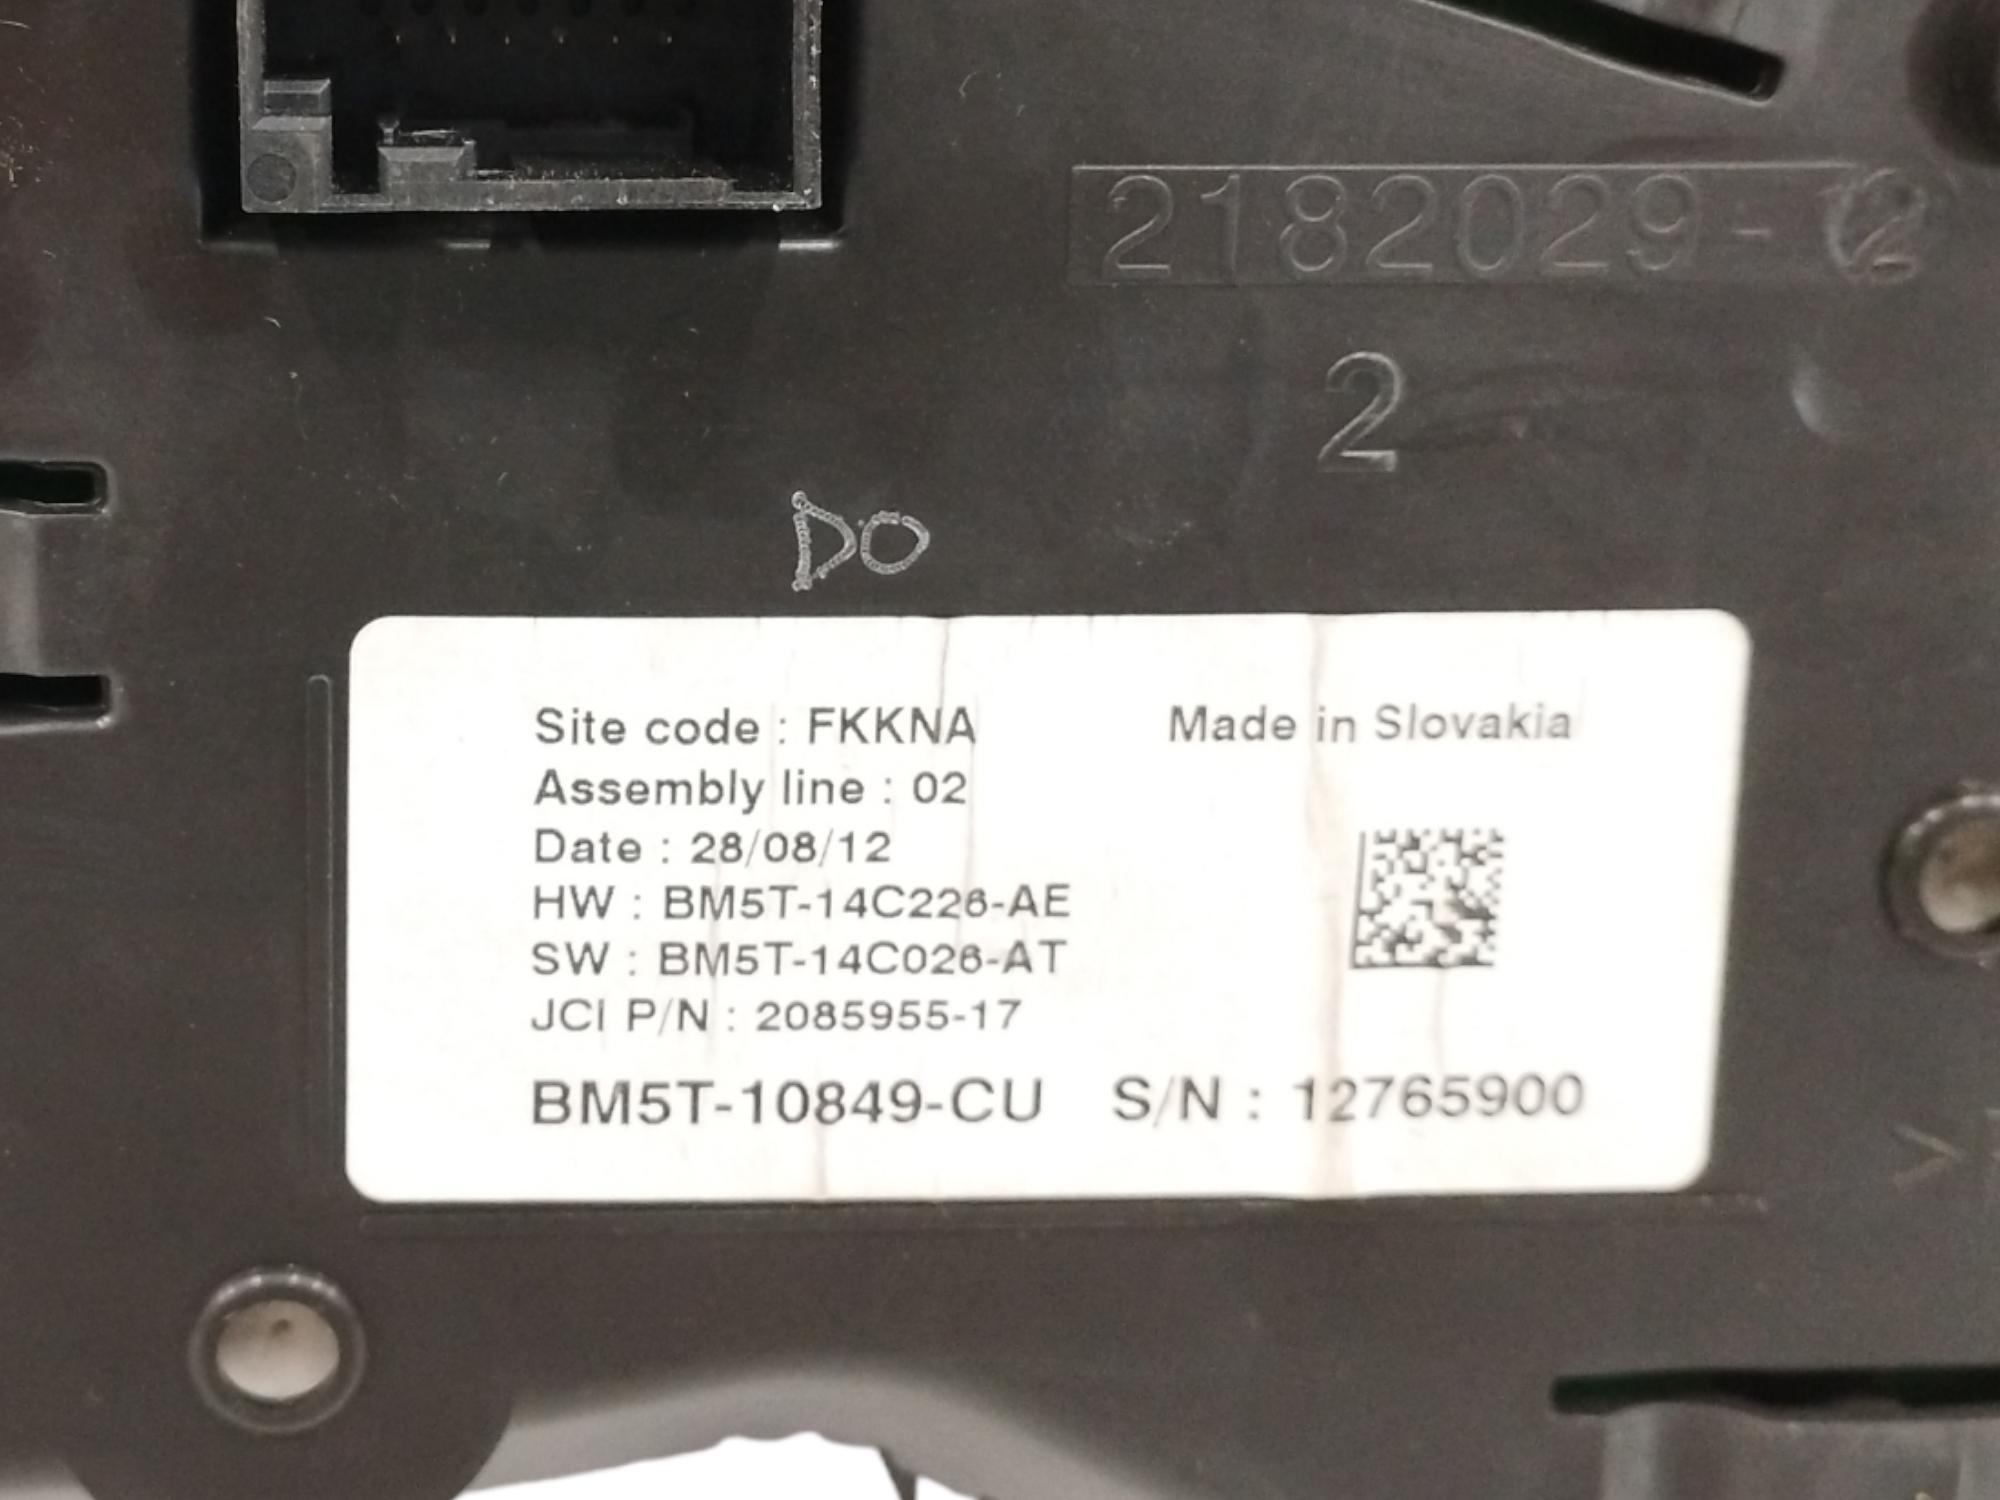 2182029-12
2
DO
Site code : FKKNA Made in Slovakia
Assembly line : 02
Date : 28/08/12
HW : BM5T-14C226-AE
SW : BM5T-14C026-AT
JCI P/N : 2085955-17
BM5T-10849-CU S/N : 12765900